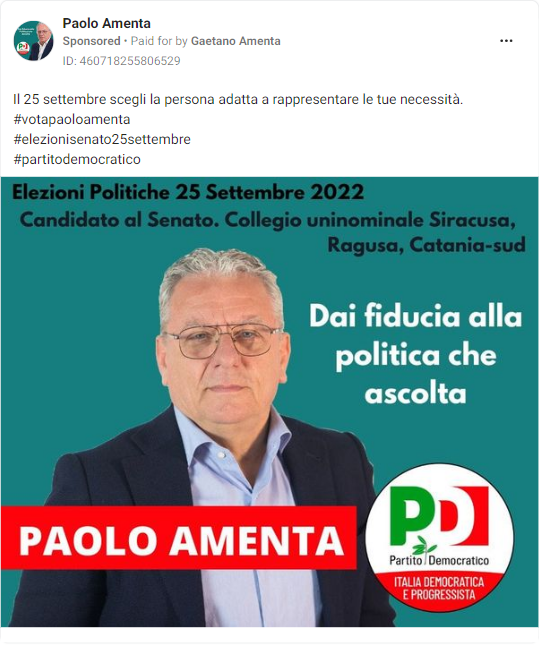 Paolo Amenta
Sponsored • Paid for by Gaetano Amenta
ID: 460718255806529
Il 25 settembre scegli la persona adatta a rappresentare le tue necessità.
#votapaoloamenta
#elezionisenato25settembre
#partitodemocratico
Elezioni Politiche 25 Settembre 2022
Candidato al Senato. Collegio uninominale Siracusa,
Ragusa, Catania-sud
Dai fiducia alla
politica che
ascolta
PAOLO AMENTA
PD
Partito Democratico
ITALIA DEMOCRATICA
E PROGRESSISTA